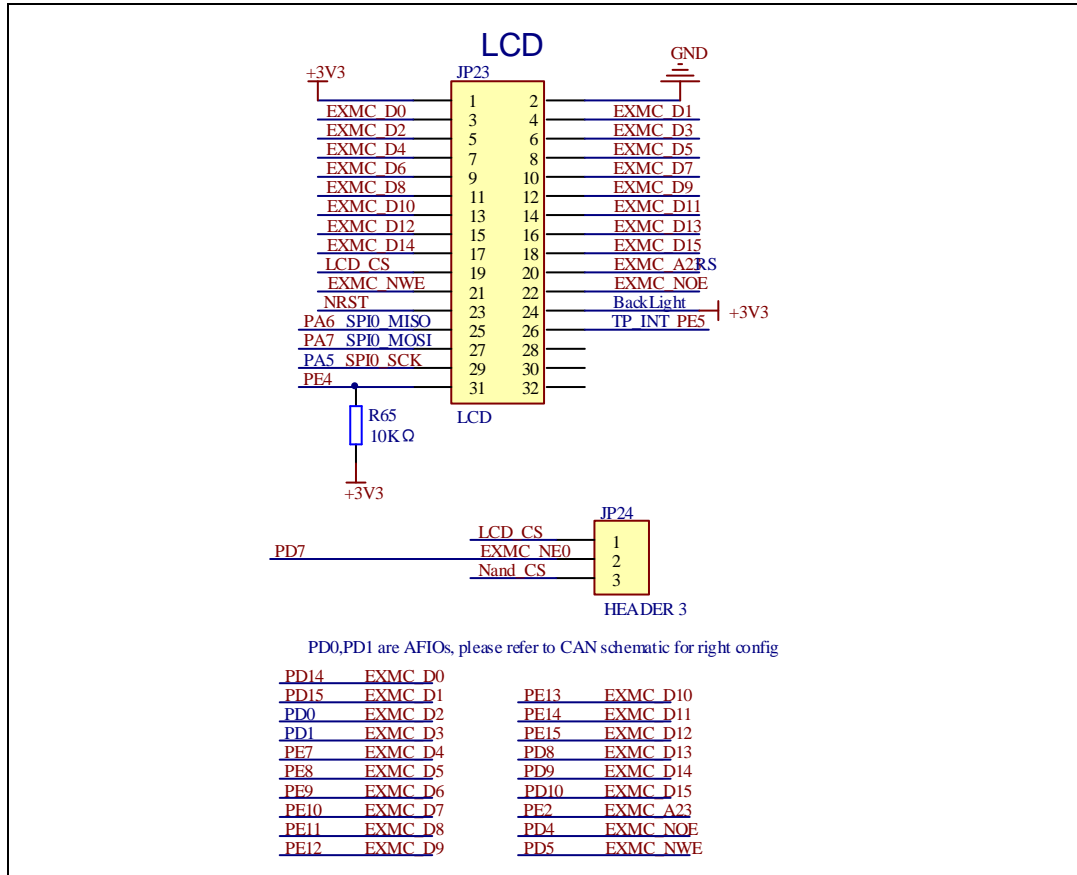 LCD
+3V3 JP23 GND
1 2
EXMC_D0 3 4 EXMC_D1
EXMC_D2 5 6 EXMC_D3
EXMC_D4 7 8 EXMC_D5
EXMC_D6 9 10 EXMC_D7
EXMC_D8 11 12 EXMC_D9
EXMC_D10 13 14 EXMC_D11
EXMC_D12 15 16 EXMC_D13
EXMC_D14 17 18 EXMC_D15
LCD_CS 19 20 EXMC_A23 RS
EXMC_NWE 21 22 EXMC_NOE
NRST 23 24 BackLight +3V3
PA6 SPI0_MISO 25 26 TP_INT PE5
PA7 SPI0_MOSI 27 28
PA5 SPI0_SCK 29 30
PE4 31 32
R65 LCD
10KΩ
+3V3
JP24
LCD_CS 1
PD7 EXMC_NE0 2
Nand_CS 3
HEADER 3
PD0,PD1 are AFIOs, please refer to CAN schematic for right config
PD14 EXMC_D0
PD15 EXMC_D1
PD0 EXMC_D2
PD1 EXMC_D3
PE7 EXMC_D4
PE8 EXMC_D5
PE9 EXMC_D6
PE10 EXMC_D7
PE11 EXMC_D8
PE12 EXMC_D9
PE13 EXMC_D10
PE14 EXMC_D11
PE15 EXMC_D12
PD8 EXMC_D13
PD9 EXMC_D14
PD10 EXMC_D15
PE2 EXMC_A23
PD4 EXMC_NOE
PD5 EXMC_NWE